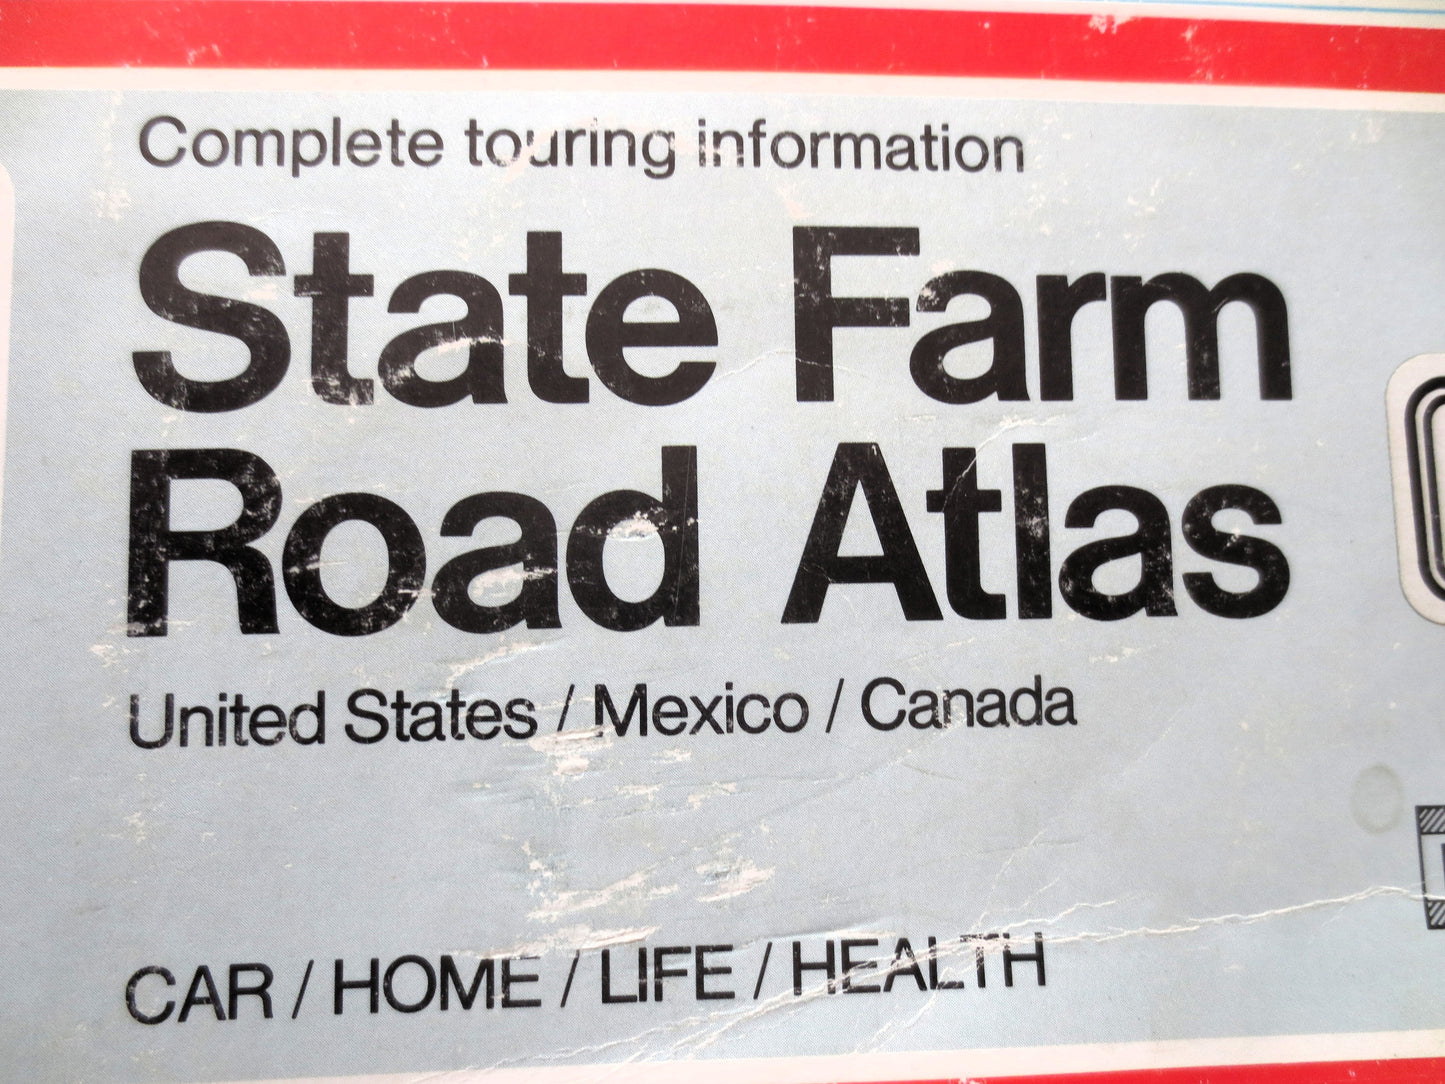 Complete touring information
State Farm
Road Atlas
United States / Mexico / Canada
CAR / HOME / LIFE / HEALTH